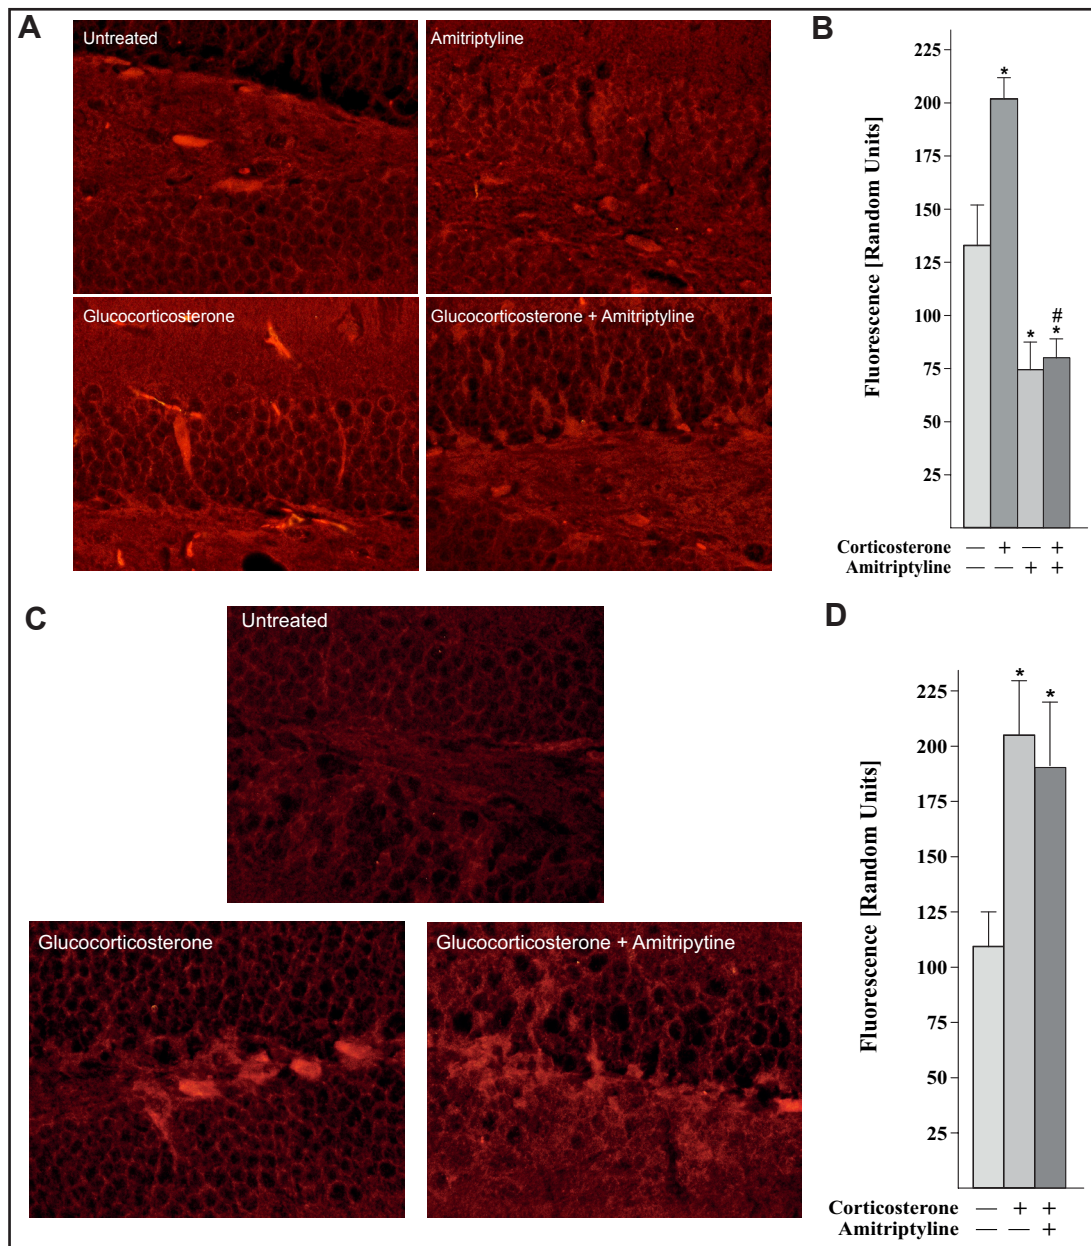 A
Untreated
Amitriptyline
Glucocorticosterone
Glucocorticosterone + Amitriptyline
B
Fluorescence [Random Units]
225
200
175
150
125
100
75
50
25
*
*
#
*
Corticosterone — + — +
Amitriptyline — — + +
C
Untreated
Glucocorticosterone
Glucocorticosterone + Amitripytine
D
Fluorescence [Random Units]
225
200
175
150
125
100
75
50
25
*
*
Corticosterone — + +
Amitriptyline — — +